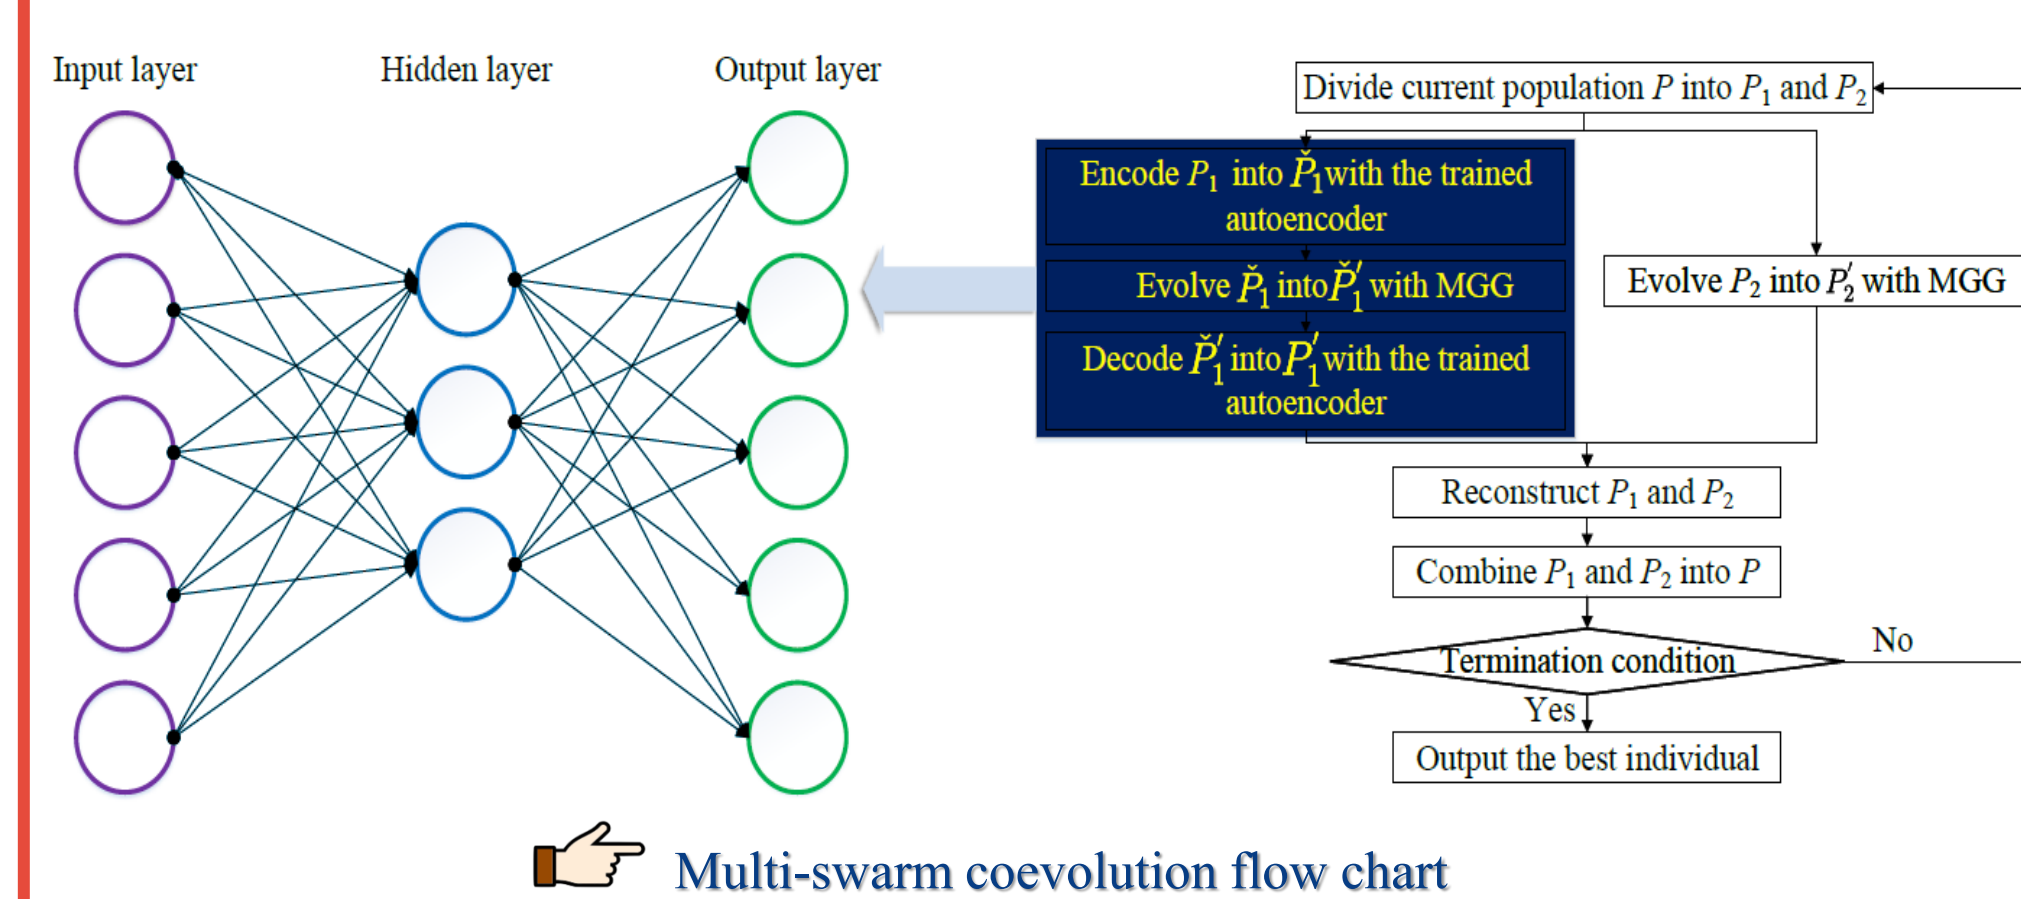 Input layer
Hidden layer
Output layer
Divide current population P into P₁ and P₂
Encode P₁ into P̌₁ with the trained
autoencoder
Evolve P̌₁ into P̌₁′ with MGG
Decode P̌₁′ into P₁′ with the trained
autoencoder
Evolve P₂ into P₂′ with MGG
Reconstruct P₁ and P₂
Combine P₁ and P₂ into P
Termination condition
No
Yes
Output the best individual
Multi-swarm coevolution flow chart